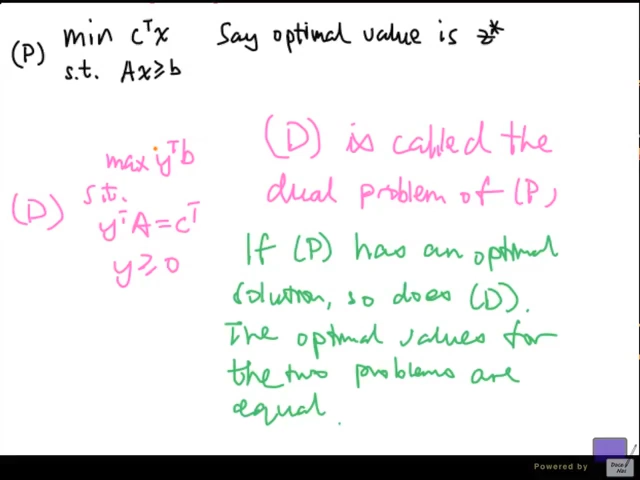 (P) min cᵀx Say optimal value is z*
s.t. Ax ≥ b
(D) max yᵀb
s.t.
yᵀA = cᵀ
y ≥ 0
(D) is called the
dual problem of (P)
If (P) has an optimal
solution, so does (D).
The optimal values for
the two problems are
equal.
Powered by